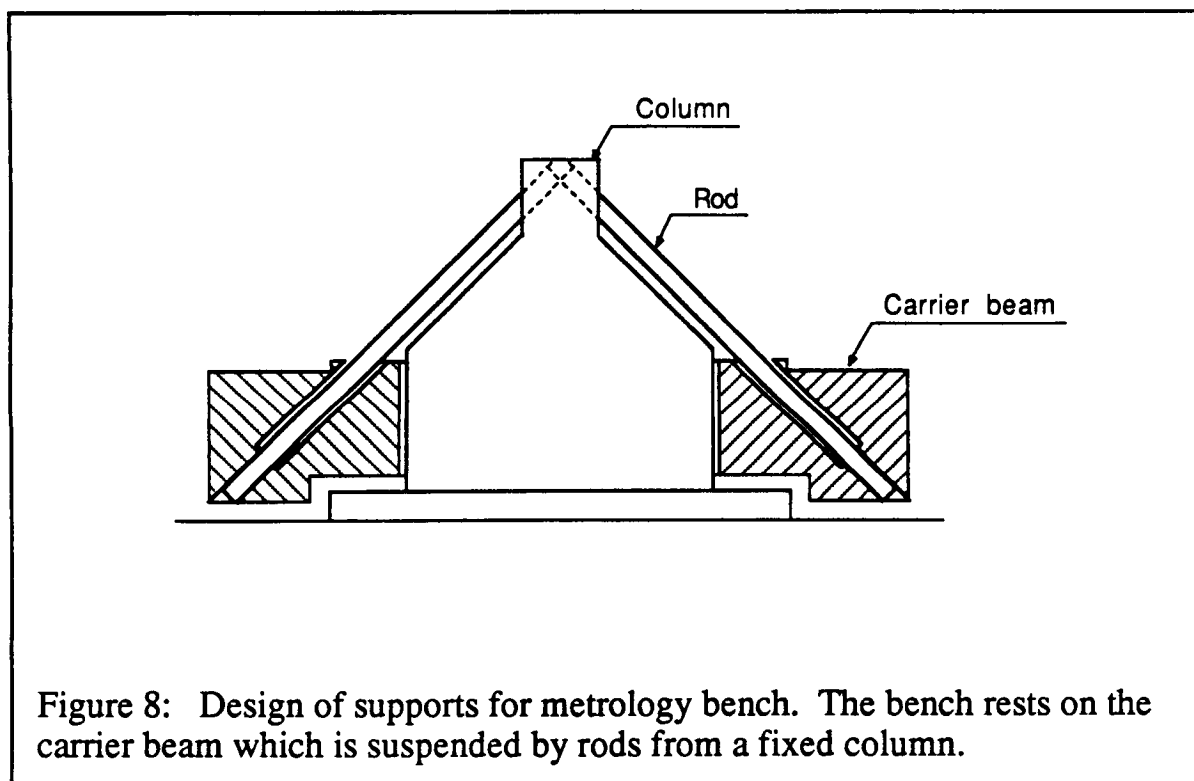 Column
Rod
Carrier beam
Figure 8: Design of supports for metrology bench. The bench rests on the
carrier beam which is suspended by rods from a fixed column.